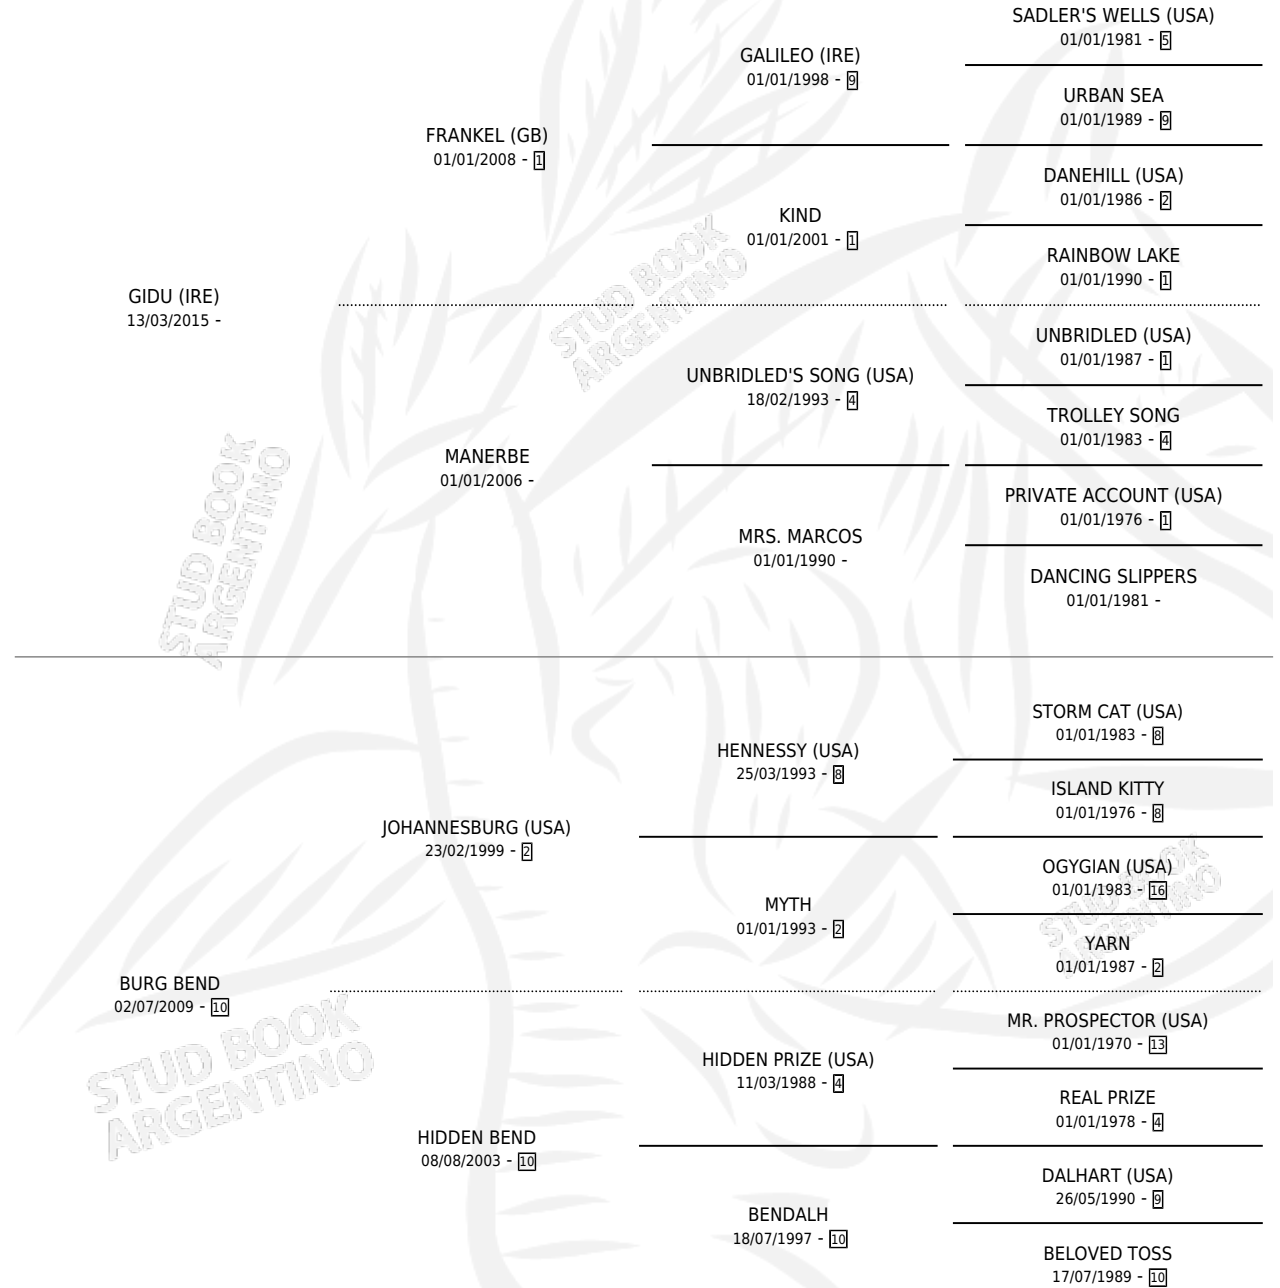 SADLER'S WELLS (USA)
01/01/1981 - 5
GALILEO (IRE)
01/01/1998 - 9
URBAN SEA
01/01/1989 - 9
FRANKEL (GB)
01/01/2008 - 1
DANEHILL (USA)
01/01/1986 - 2
KIND
01/01/2001 - 1
RAINBOW LAKE
01/01/1990 - 1
GIDU (IRE)
13/03/2015 -
UNBRIDLED (USA)
01/01/1987 - 1
UNBRIDLED'S SONG (USA)
18/02/1993 - 4
TROLLEY SONG
01/01/1983 - 4
MANERBE
01/01/2006 -
PRIVATE ACCOUNT (USA)
01/01/1976 - 1
MRS. MARCOS
01/01/1990 -
DANCING SLIPPERS
01/01/1981 -
STORM CAT (USA)
01/01/1983 - 8
HENNESSY (USA)
25/03/1993 - 8
ISLAND KITTY
01/01/1976 - 8
JOHANNESBURG (USA)
23/02/1999 - 2
OGYGIAN (USA)
01/01/1983 - 16
MYTH
01/01/1993 - 2
YARN
01/01/1987 - 2
BURG BEND
02/07/2009 - 10
MR. PROSPECTOR (USA)
01/01/1970 - 13
HIDDEN PRIZE (USA)
11/03/1988 - 4
REAL PRIZE
01/01/1978 - 4
HIDDEN BEND
08/08/2003 - 10
DALHART (USA)
26/05/1990 - 9
BENDALH
18/07/1997 - 10
BELOVED TOSS
17/07/1989 - 10
STUD BOOK
ARGENTINO
STUD BOOK
ARGENTINO
STUD BOOK
ARGENTINO
STUD BOOK
ARGENTINO